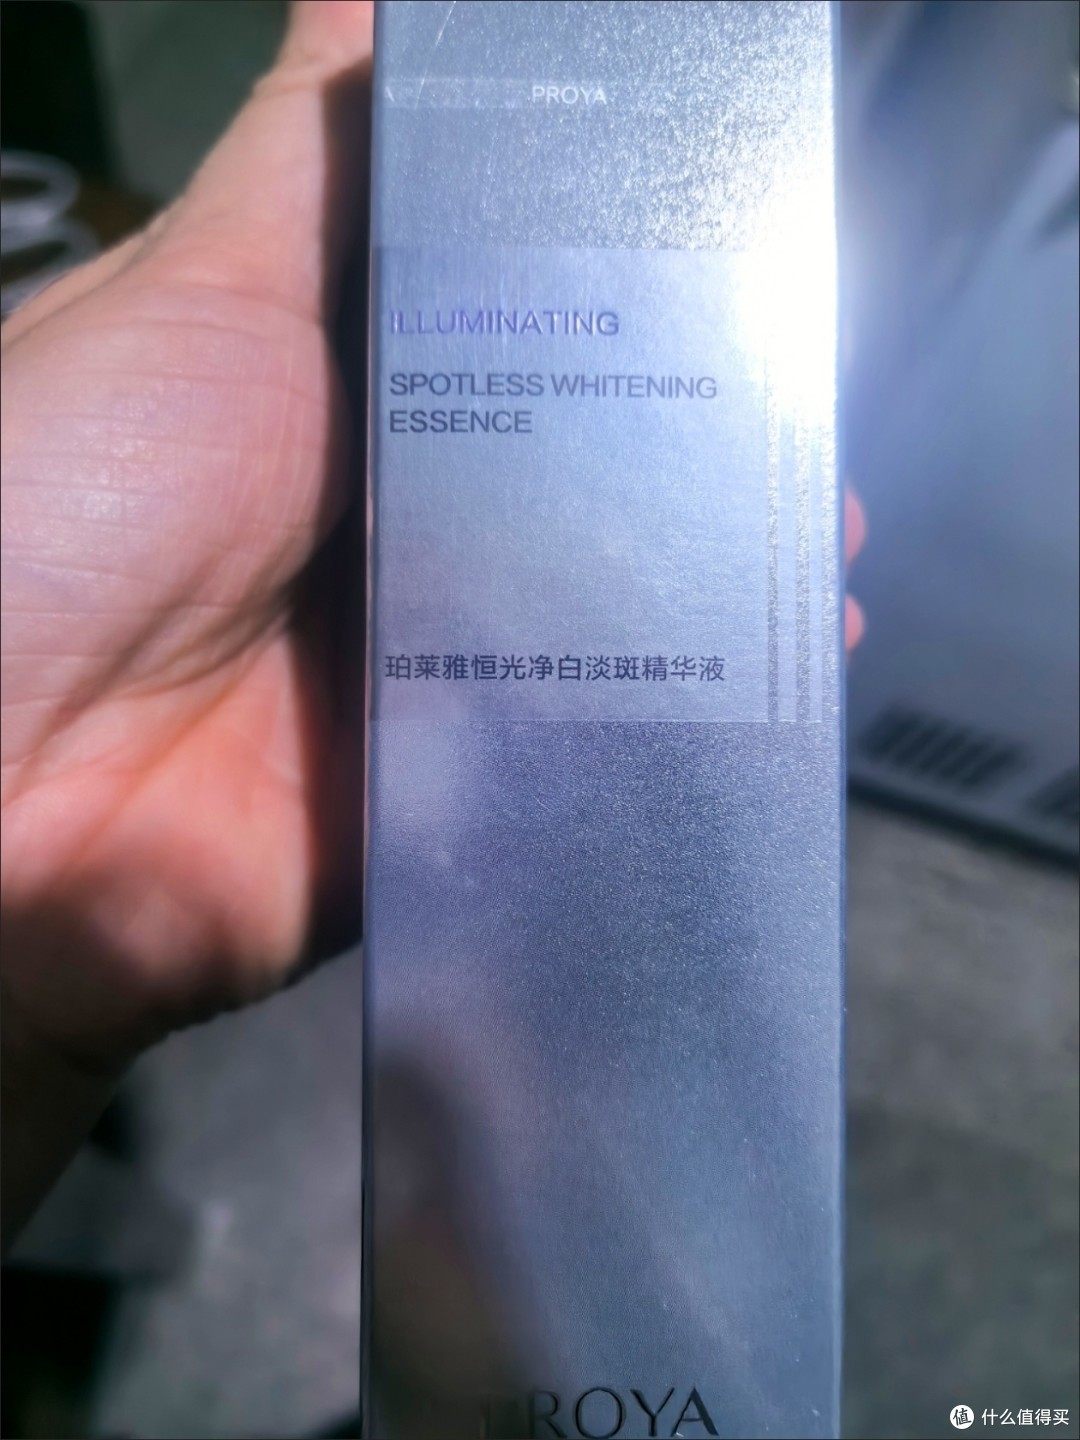 PROYA
ILLUMINATING
SPOTLESS WHITENING
ESSENCE
珀莱雅恒光净白淡斑精华液
PROYA
值 什么值得买